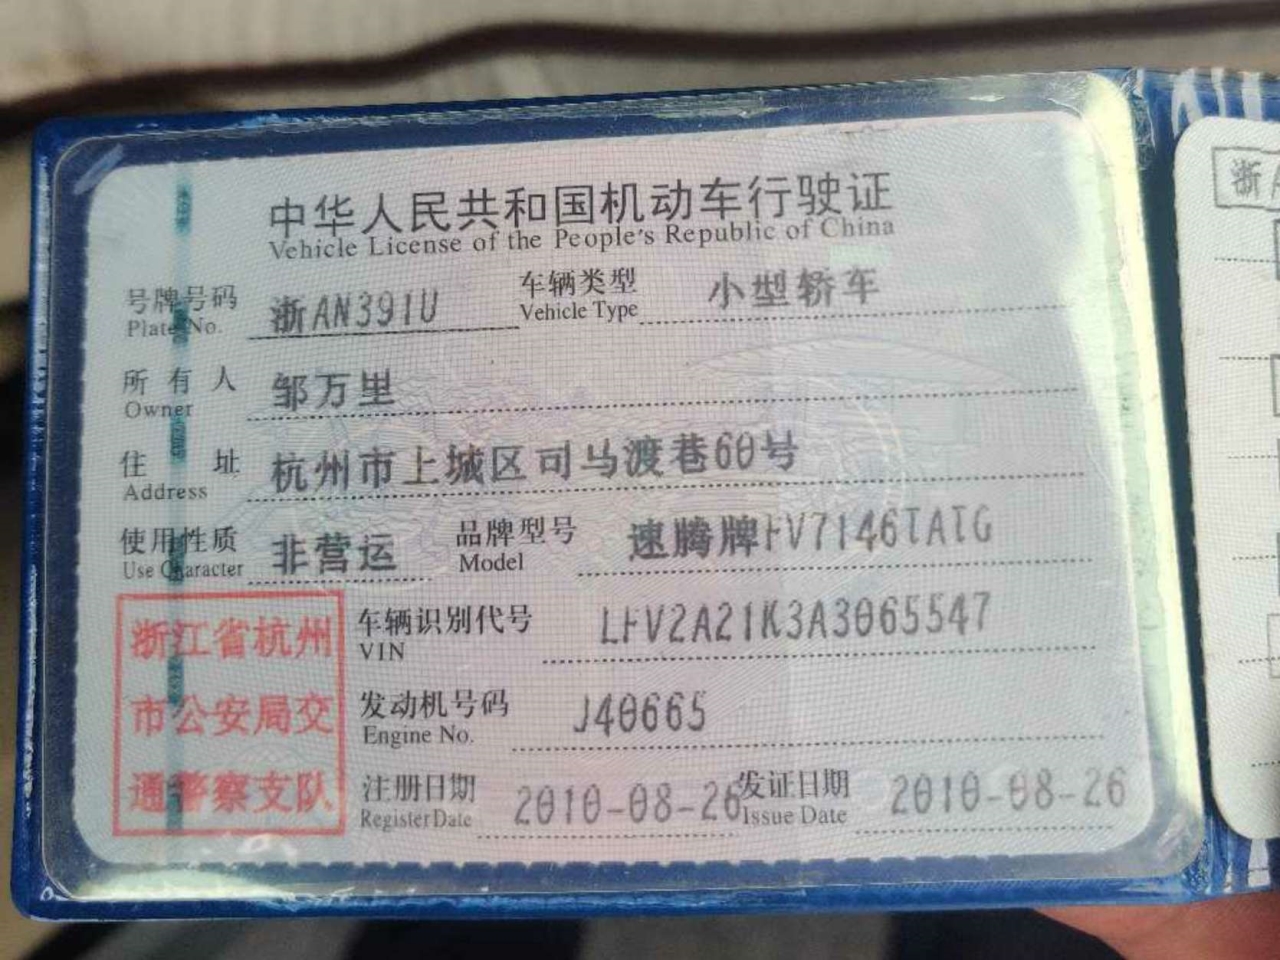 中华人民共和国机动车行驶证
Vehicle License of the People's Republic of China
号牌号码 浙AN391U 车辆类型 小型轿车
Plate No. Vehicle Type
所有人 邹万里
Owner
住址 杭州市上城区司马渡巷60号
Address
使用性质 非营运 品牌型号 速腾牌FV7146TATG
Use Character Model
浙江省杭州
市公安局交
通警察支队
车辆识别代号 LFV2A21K3A3065547
VIN
发动机号码 J40665
Engine No.
注册日期 2010-08-26 发证日期 2010-08-26
Register Date Issue Date
浙A